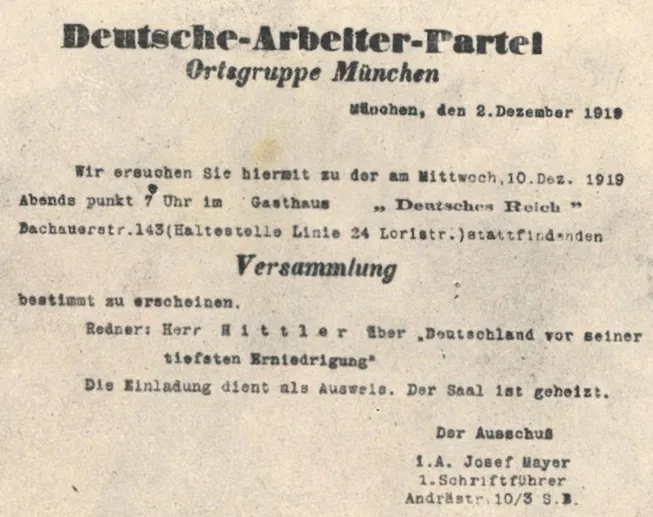 Deutsche-Arbeiter-Partei
Ortsgruppe München
München, den 2.Dezember 1919
Wir ersuchen Sie hiermit zu der am Mittwoch,10.Dez. 1919
Abends punkt 7 Uhr im Gasthaus „ Deutsches Reich "
Dachauerstr.143(Haltestelle Linie 24 Loristr.)stattfindenden
Versammlung
bestimmt zu erscheinen.
Redner: Herr H i t t l e r über „Deutschland vor seiner
tiefsten Erniedrigung"
Die Einladung dient als Ausweis. Der Saal ist geheizt.
Der Ausschuß
i.A. Josef Mayer
1.Schriftführer
Andrästr.10/3 S.B.